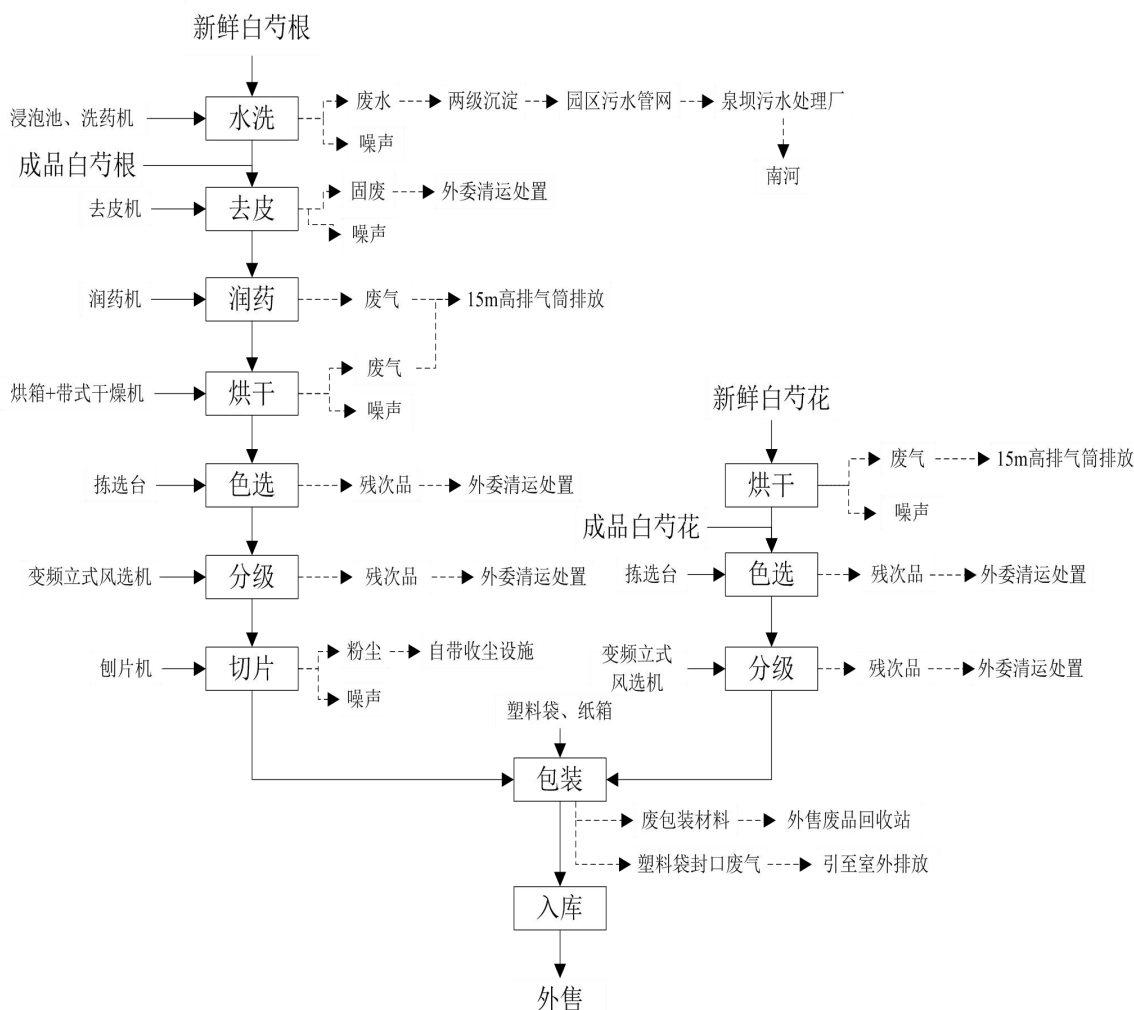 新鲜白芍根
浸泡池、洗药机
水洗
废水
两级沉淀
园区污水管网
泉坝污水处理厂
噪声
南河
成品白芍根
去皮机
去皮
固废
外委清运处置
噪声
润药机
润药
废气
15m高排气筒排放
烘箱+带式干燥机
烘干
废气
噪声
拣选台
色选
残次品
外委清运处置
变频立式风选机
分级
残次品
外委清运处置
刨片机
切片
粉尘
自带收尘设施
噪声
新鲜白芍花
烘干
废气
15m高排气筒排放
噪声
成品白芍花
拣选台
色选
残次品
外委清运处置
变频立式
风选机
分级
残次品
外委清运处置
塑料袋、纸箱
包装
废包装材料
外售废品回收站
塑料袋封口废气
引至室外排放
入库
外售